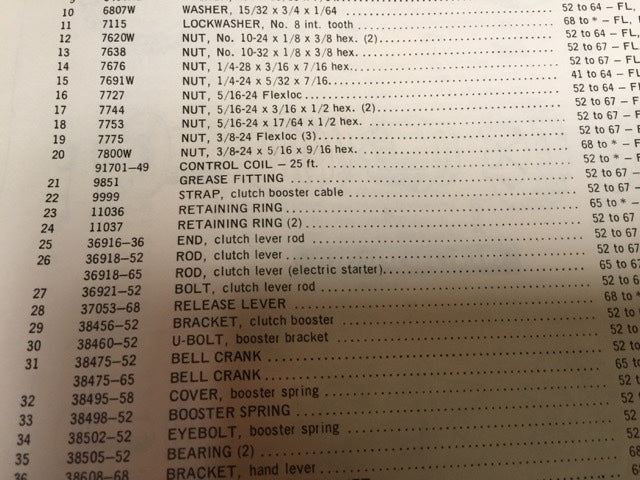 10 6807W WASHER, 15/32 x 3/4 x 1/64 52 to 64 – FL,
11 7115 LOCKWASHER, No. 8 int. tooth 68 to * – FL,
12 7620W NUT, No. 10-24 x 1/8 x 3/8 hex. (2) 52 to 64 – FL,
13 7638 NUT, No. 10-32 x 1/8 x 3/8 hex. 52 to 67 – FL,
14 7676 NUT, 1/4-28 x 3/16 x 7/16 hex. 52 to 67 – FL,
15 7691W NUT, 1/4-24 x 5/32 x 7/16. 41 to 64 – FL,
16 7727 NUT, 5/16-24 Flexloc 52 to 64 – FL,
17 7744 NUT, 5/16-24 x 3/16 x 1/2 hex. (2) 52 to 67 – FL
18 7753 NUT, 5/16-24 x 17/64 x 1/2 hex. 52 to 67 – FL
19 7775 NUT, 3/8-24 Flexloc (3) 52 to 67 – FL
20 7800W NUT, 3/8-24 x 5/16 x 9/16 hex. 68 to * – FL
91701–49 CONTROL COIL – 25 ft. 52 to * – FL
21 9851 GREASE FITTING 52 to 67 –
22 9999 STRAP, clutch booster cable 52 to 67 –
23 11036 RETAINING RING 65 to * –
24 11037 RETAINING RING (2) 52 to 67
25 36916–36 END, clutch lever rod 52 to 67
26 36918–52 ROD, clutch lever 52 to 67
36918–65 ROD, clutch lever (electric starter) 65 to 67
27 36921–52 BOLT, clutch lever rod 52 to 6
28 37053–68 RELEASE LEVER 68 to *
29 38456–52 BRACKET, clutch booster 52 to
30 38460–52 U-BOLT, booster bracket 52 to
31 38475–52 BELL CRANK 52 to
38475–65 BELL CRANK 65 to
32 38495–58 COVER, booster spring 52 t
33 38498–52 BOOSTER SPRING 52
34 38502–52 EYEBOLT, booster spring 52
35 38505–52 BEARING (2) 52
36 38608–68 BRACKET, hand lever 68